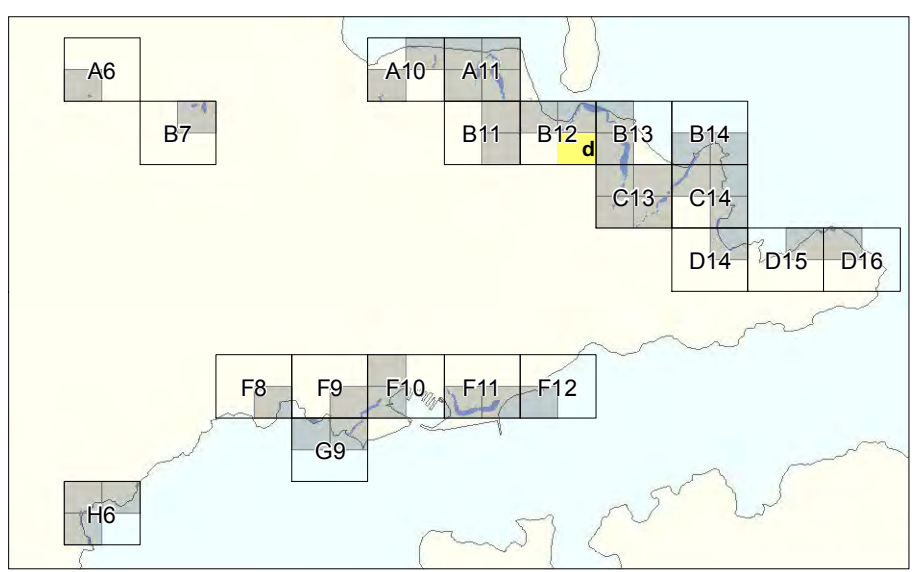 A6 A10 A11
B7 B11 B12 d B13 B14
C13 C14
D14 D15 D16
F8 F9 F10 F11 F12
G9
H6